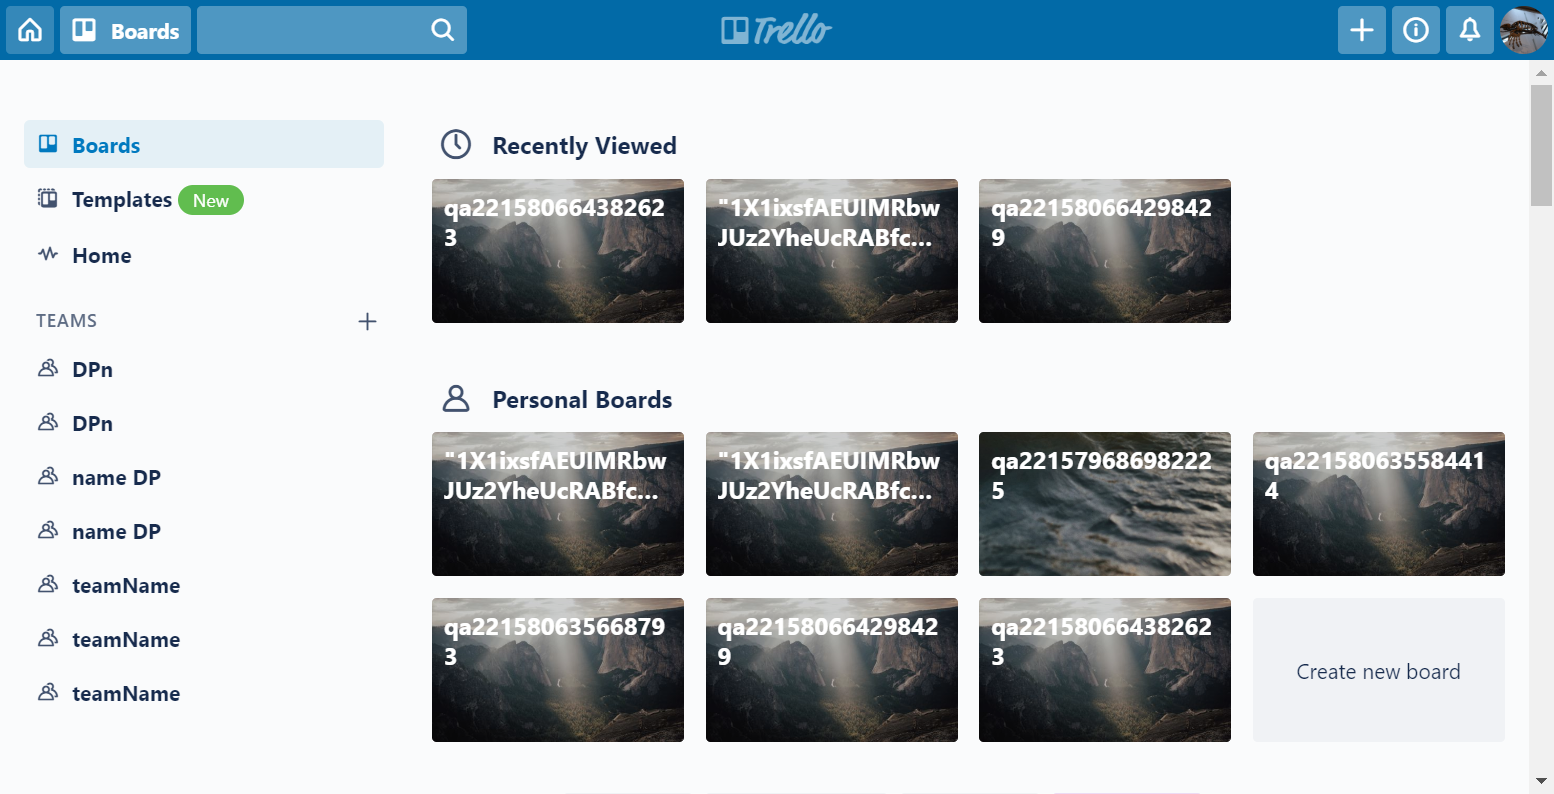 Boards
Trello
Boards
Templates New
Home
TEAMS
DPn
DPn
name DP
name DP
teamName
teamName
teamName
Recently Viewed
qa22158066438262
3
"1X1ixsfAEUIMRbw
JUz2YheUcRABfc...
qa22158066429842
9
Personal Boards
"1X1ixsfAEUIMRbw
JUz2YheUcRABfc...
"1X1ixsfAEUIMRbw
JUz2YheUcRABfc...
qa22157968698222
5
qa22158063558441
4
qa22158063566879
3
qa22158066429842
9
qa22158066438262
3
Create new board